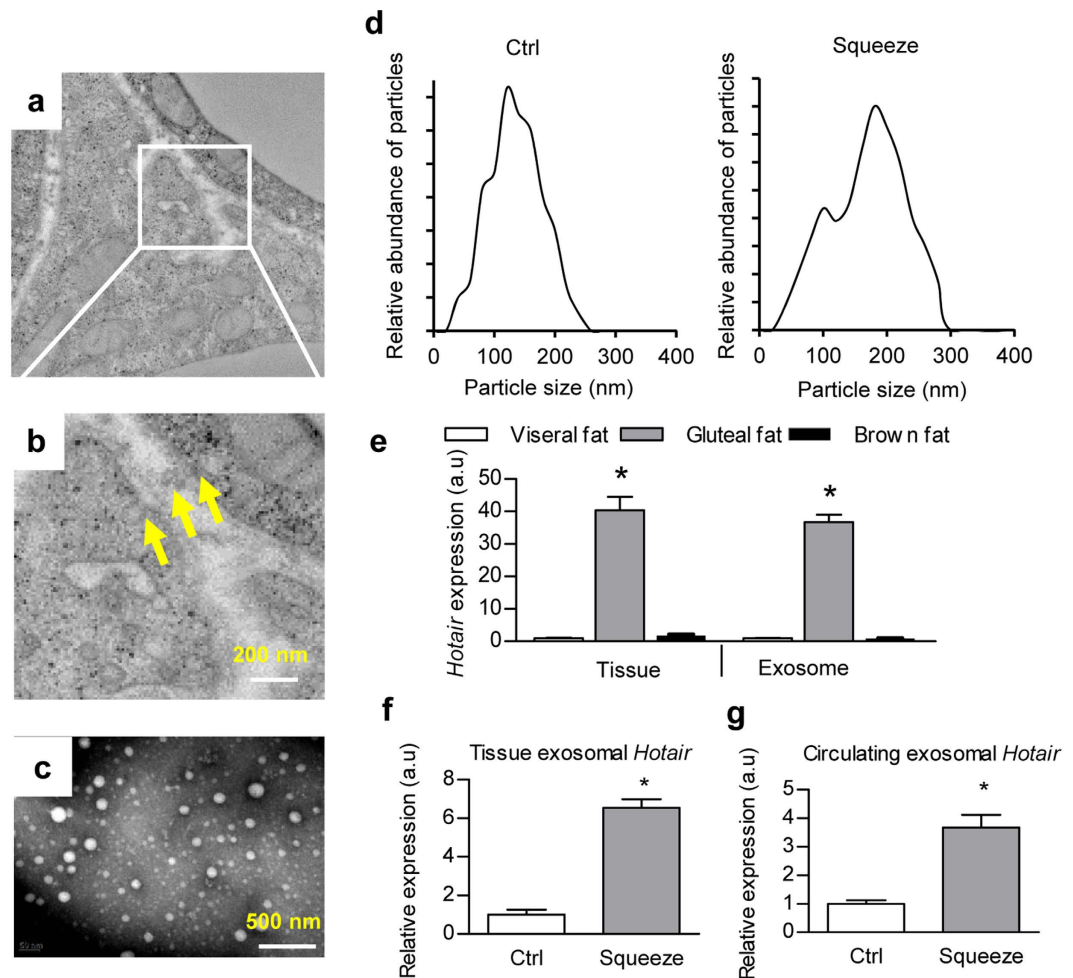 a
b
200 nm
c
500 nm
50 nm
d
Ctrl
Relative abundance of particles
0 100 200 300 400
Particle size (nm)
Squeeze
Relative abundance of particles
0 100 200 300 400
Particle size (nm)
e
Viseral fat Gluteal fat Brown fat
Hotair expression (a.u)
50
40
30
20
10
0
* *
Tissue Exosome
f
Tissue exosomal Hotair
Relative expression (a.u)
8
6
4
2
0
*
Ctrl Squeeze
g
Circulating exosomal Hotair
Relative expression (a.u)
5
4
3
2
1
0
*
Ctrl Squeeze